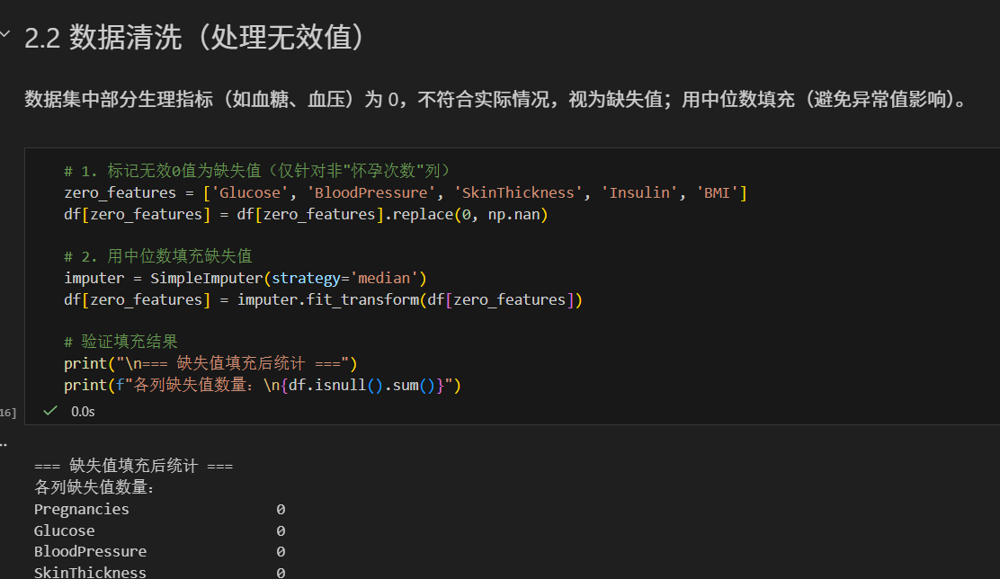 2.2 数据清洗（处理无效值）
数据集中部分生理指标（如血糖、血压）为 0，不符合实际情况，视为缺失值；用中位数填充（避免异常值影响）。
# 1. 标记无效0值为缺失值（仅针对非"怀孕次数"列）
zero_features = ['Glucose', 'BloodPressure', 'SkinThickness', 'Insulin', 'BMI']
df[zero_features] = df[zero_features].replace(0, np.nan)
# 2. 用中位数填充缺失值
imputer = SimpleImputer(strategy='median')
df[zero_features] = imputer.fit_transform(df[zero_features])
# 验证填充结果
print("\n=== 缺失值填充后统计 ===")
print(f"各列缺失值数量：\n{df.isnull().sum()}")
16]
0.0s
=== 缺失值填充后统计 ===
各列缺失值数量：
Pregnancies 0
Glucose 0
BloodPressure 0
SkinThickness 0